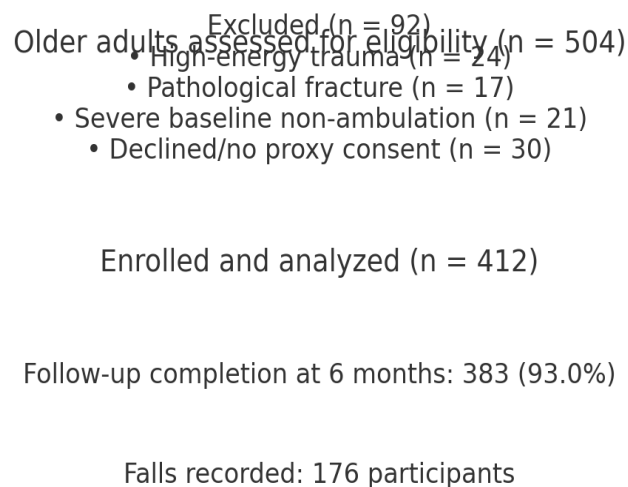 Excluded (n = 92)
Older adults assessed for eligibility (n = 504)
• High-energy trauma (n = 24)
• Pathological fracture (n = 17)
• Severe baseline non-ambulation (n = 21)
• Declined/no proxy consent (n = 30)
Enrolled and analyzed (n = 412)
Follow-up completion at 6 months: 383 (93.0%)
Falls recorded: 176 participants